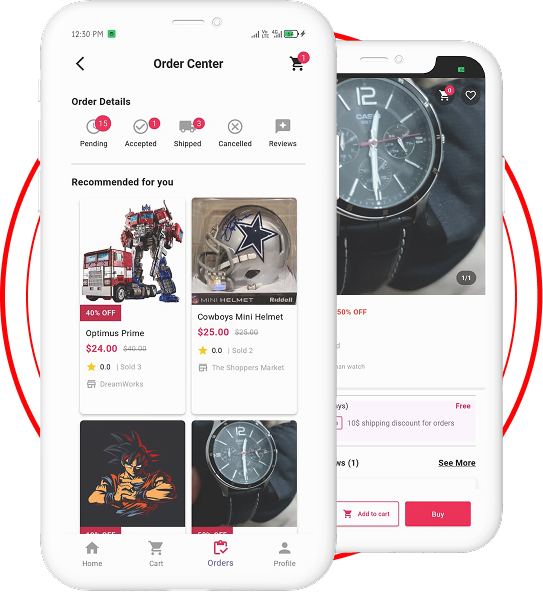 12:30 PM
Order Center
1
Order Details
15
1
3
Pending
Accepted
Shipped
Cancelled
Reviews
Recommended for you
40% OFF
Optimus Prime
$24.00 $40.00
0.0 | Sold 3
DreamWorks
MINI HELMET Riddell
Cowboys Mini Helmet
$25.00 $25.00
0.0 | Sold 2
The Shoppers Market
Home
Cart
Orders
Profile
0
12
CASIO
1/1
50% OFF
watch
Free
10$ shipping discount for orders
(1)
See More
Add to cart
Buy